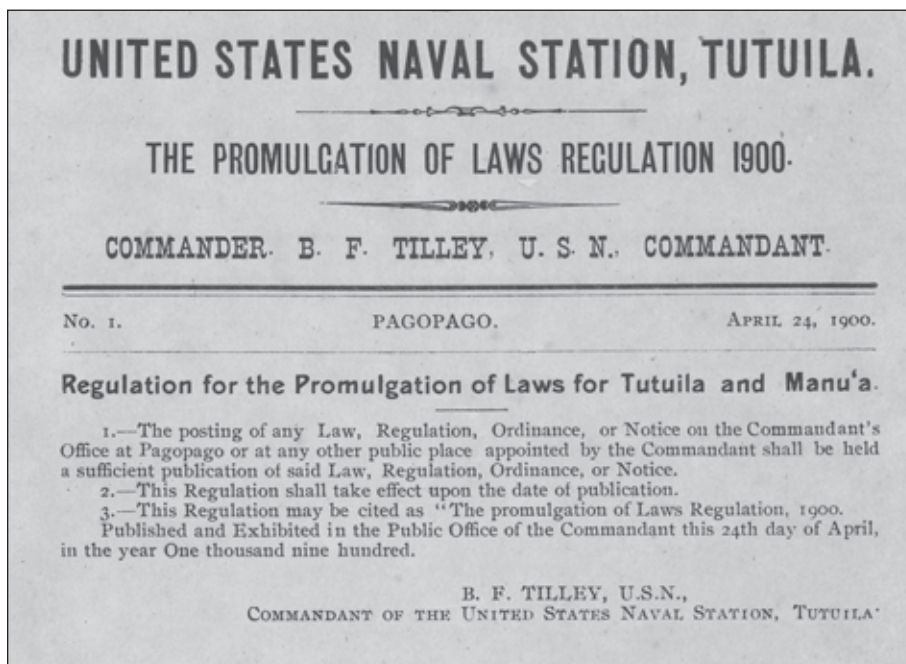 UNITED STATES NAVAL STATION, TUTUILA.
THE PROMULGATION OF LAWS REGULATION 1900.
COMMANDER. B. F. TILLEY, U. S. N., COMMANDANT.
No. 1. PAGOPAGO. APRIL 24, 1900.
Regulation for the Promulgation of Laws for Tutuila and Manu‘a.
1.—The posting of any Law, Regulation, Ordinance, or Notice on the Commandant's
Office at Pagopago or at any other public place appointed by the Commandant shall be held
a sufficient publication of said Law, Regulation, Ordinance, or Notice.
2.—This Regulation shall take effect upon the date of publication.
3.—This Regulation may be cited as "The promulgation of Laws Regulation, 1900.
Published and Exhibited in the Public Office of the Commandant this 24th day of April,
in the year One thousand nine hundred.
B. F. TILLEY, U.S.N.,
COMMANDANT OF THE UNITED STATES NAVAL STATION, TUTUILA.